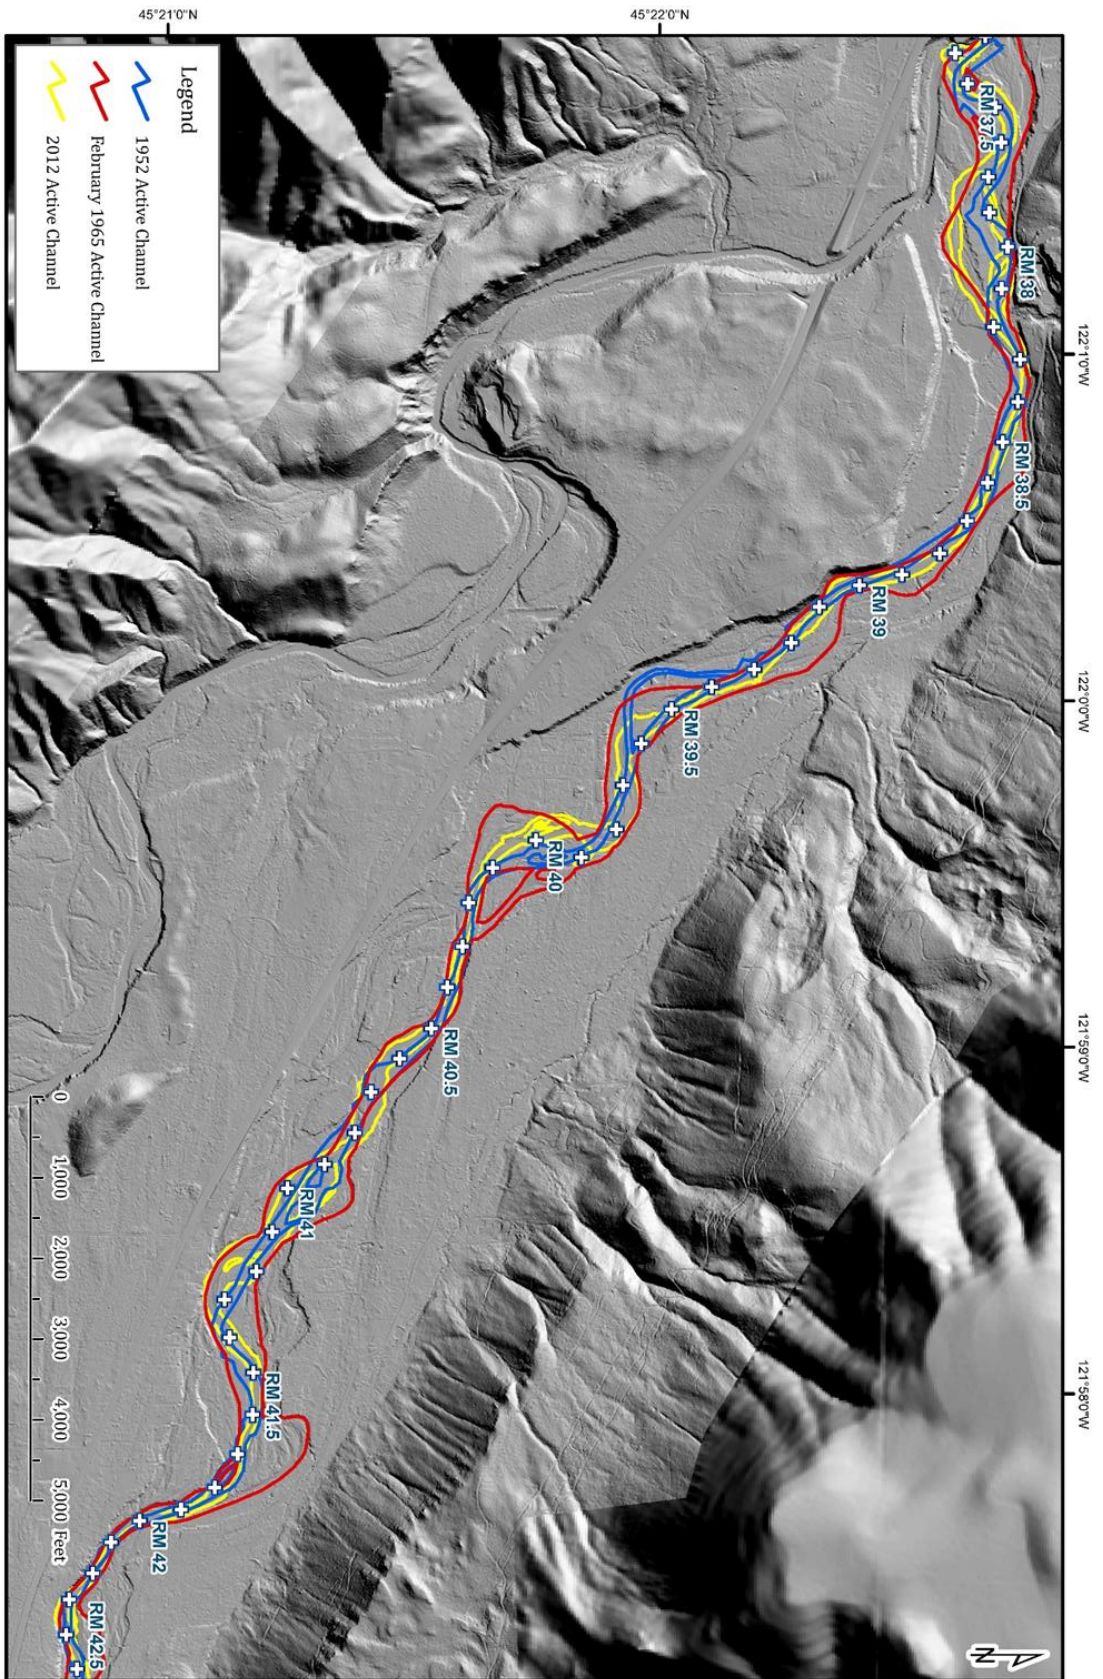 45°21'0"N
45°22'0"N
122°1'0"W
122°0'0"W
121°59'0"W
121°58'0"W
RM 37.5
RM 38
RM 38.5
RM 39
RM 39.5
RM 40
RM 40.5
RM 41
RM 41.5
RM 42
RM 42.5
Legend
1952 Active Channel
February 1965 Active Channel
2012 Active Channel
0 1,000 2,000 3,000 4,000 5,000 Feet
N